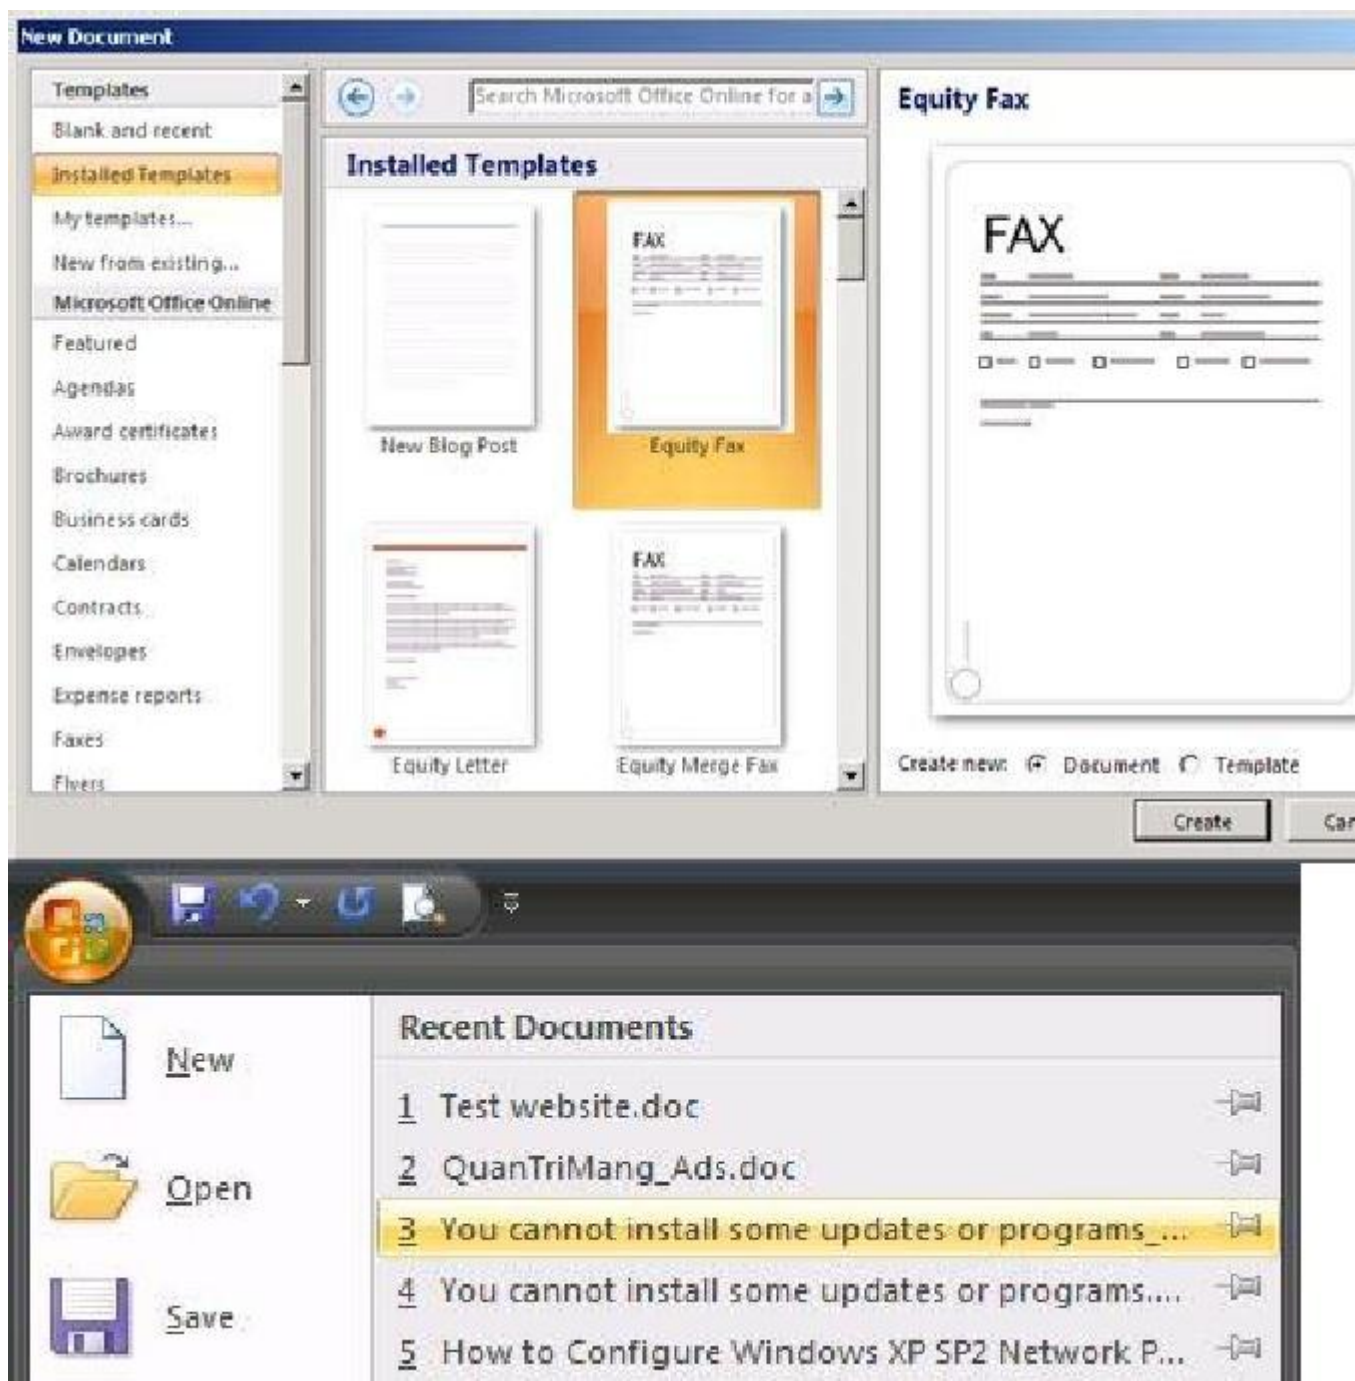 New Document
Templates
Blank and recent
Installed Templates
My templates...
New from existing...
Microsoft Office Online
Featured
Agendas
Award certificates
Brochures
Business cards
Calendars
Contracts
Envelopes
Expense reports
Faxes
Flyers
Search Microsoft Office Online for a
Installed Templates
New Blog Post
FAX
Equity Fax
Equity Letter
FAX
Equity Merge Fax
Equity Fax
FAX
Create new: Document Template
Create
Can
New
Open
Save
Recent Documents
1 Test website.doc
2 QuanTriMang_Ads.doc
3 You cannot install some updates or programs_...
4 You cannot install some updates or programs....
5 How to Configure Windows XP SP2 Network P...